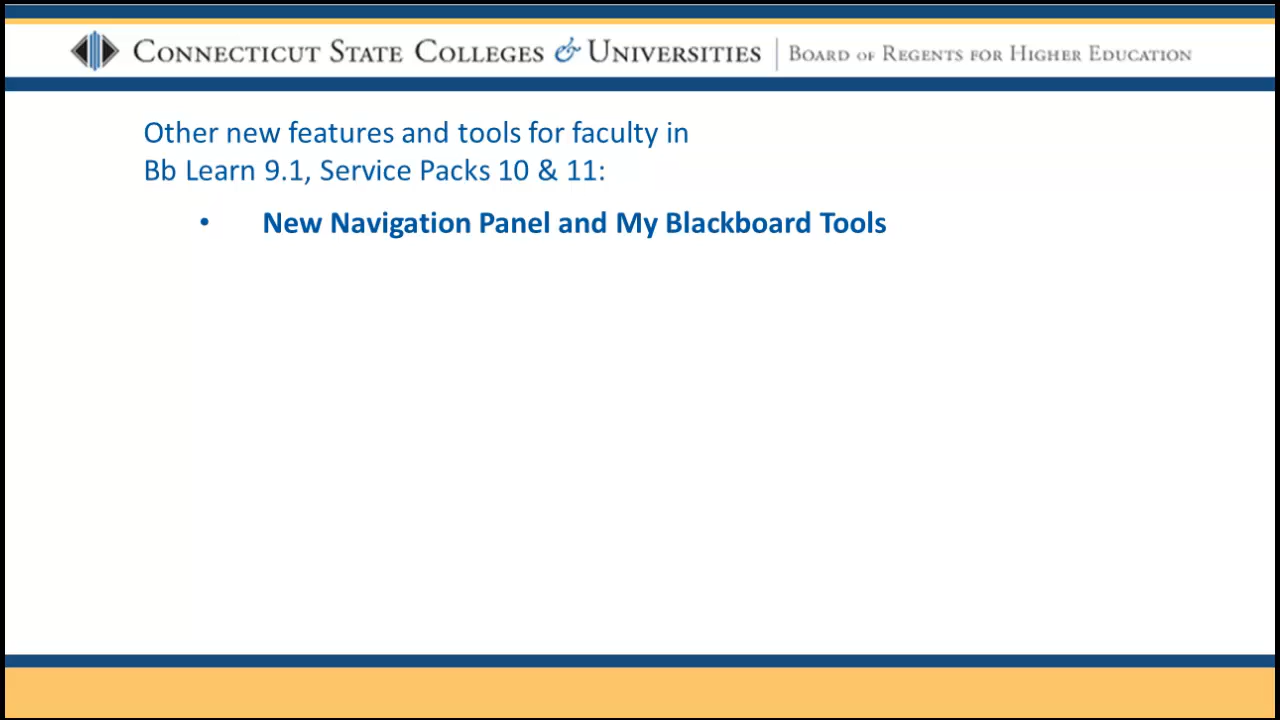 CONNECTICUT STATE COLLEGES & UNIVERSITIES | BOARD OF REGENTS FOR HIGHER EDUCATION
Other new features and tools for faculty in
Bb Learn 9.1, Service Packs 10 & 11:
• New Navigation Panel and My Blackboard Tools